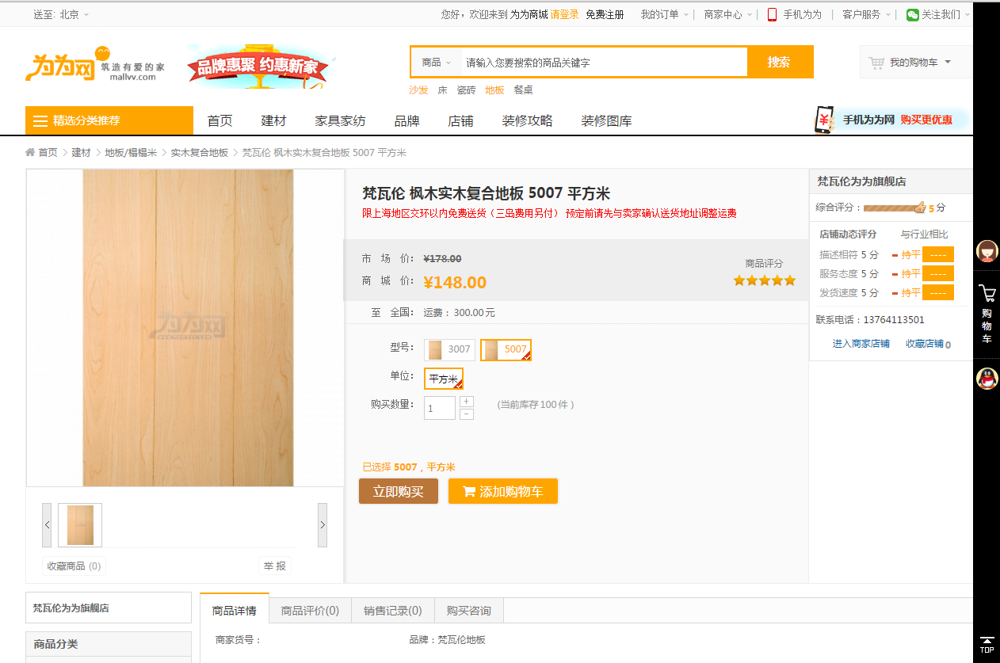 送至: 北京
您好，欢迎来到 为为商城 请登录 免费注册 我的订单 商家中心 手机为为 客户服务 关注我们
为为网 筑造有爱的家
mallvv.com
品牌惠聚 约惠新家
商品 请输入您要搜索的商品关键字 搜索
我的购物车
沙发 床 瓷砖 地板 餐桌
精选分类推荐 首页 建材 家具家纺 品牌 店铺 装修攻略 装修图库
手机为为网 购买更优惠
首页 > 建材 > 地板/榻榻米 > 实木复合地板 > 梵瓦伦 枫木实木复合地板 5007 平方米
为为网
梵瓦伦 枫木实木复合地板 5007 平方米
限上海地区交环以内免费送货（三品费用另付） 预定前请先与卖家确认送货地址调整运费
市 场 价: ¥178.00
商 城 价: ¥148.00
商品评分
至 全国: 运费： 300.00元
型号: 3007 5007
单位: 平方米
购买数量: 1 + − (当前库存100件 )
已选择 5007，平方米
立即购买 添加购物车
梵瓦伦为为旗舰店
综合评分： 5 分
店铺动态评分 与行业相比
描述相符 5 分 持平 ----
服务态度 5 分 持平 ----
发货速度 5 分 持平 ----
联系电话：13764113501
进入商家店铺 收藏店铺0
购
物
车
< >
收藏商品 (0) 举 报
梵瓦伦为为旗舰店
商品分类
商品详情 商品评价(0) 销售记录(0) 购买咨询
商家货号： 品牌：梵瓦伦地板
TOP